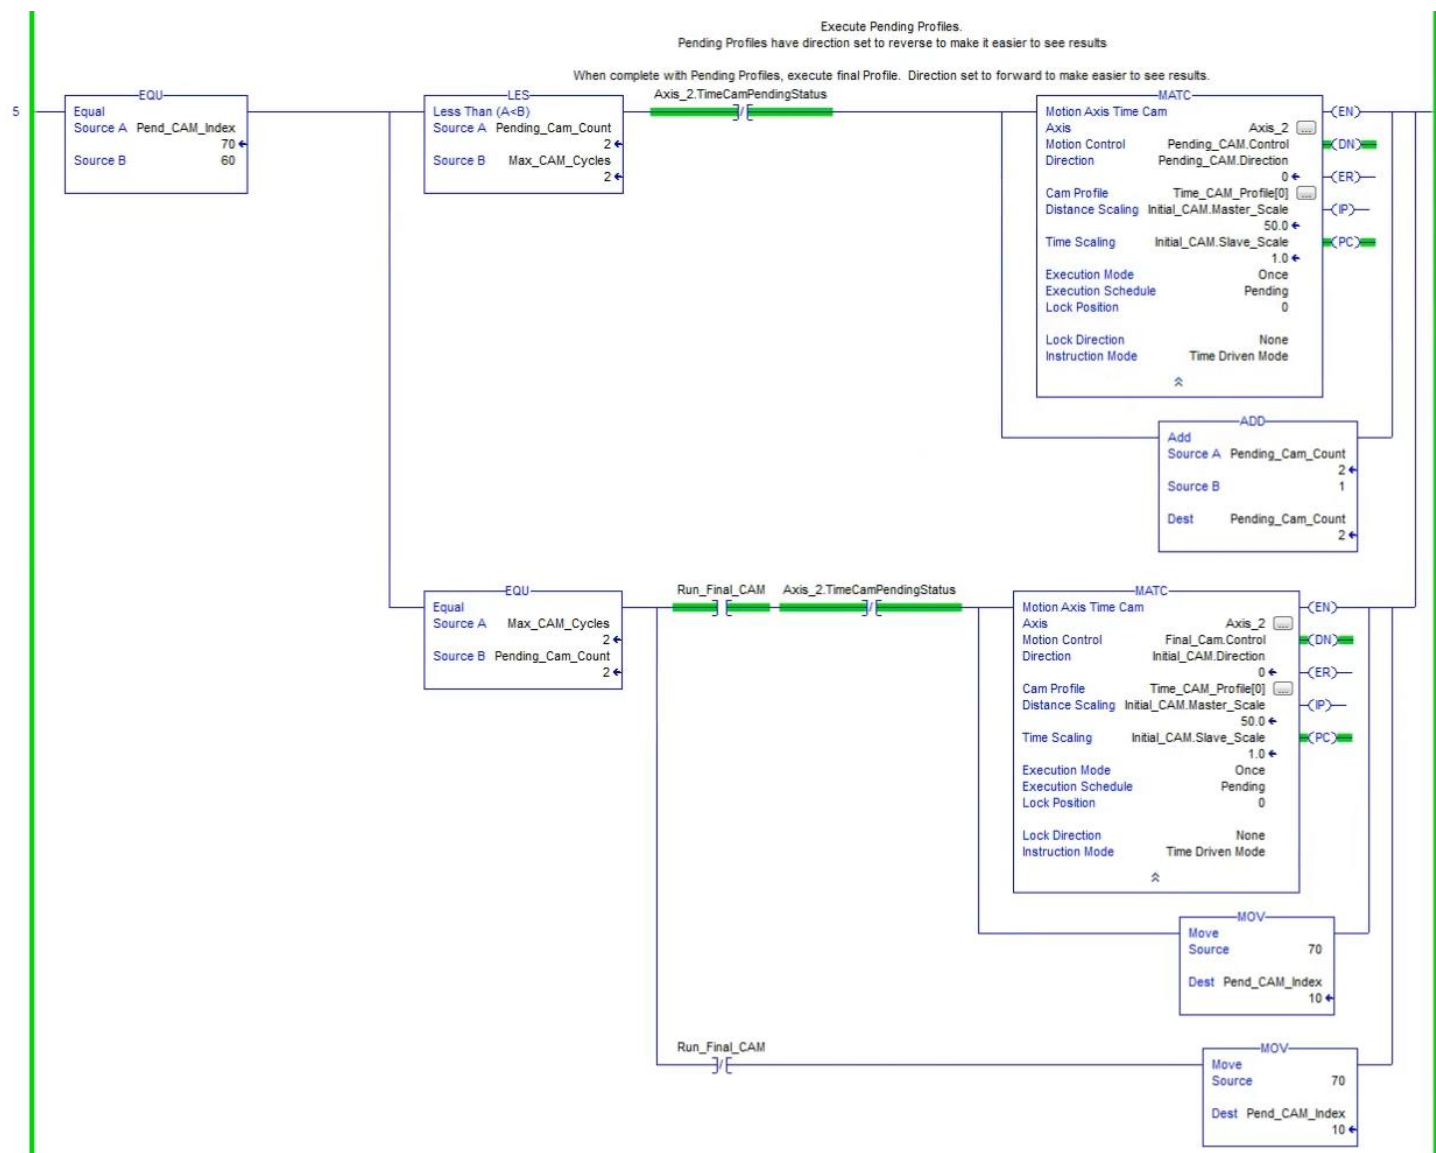 Execute Pending Profiles.
Pending Profiles have direction set to reverse to make it easier to see results
When complete with Pending Profiles, execute final Profile. Direction set to forward to make easier to see results.
5
EQU
Equal
Source A Pend_CAM_Index
70
Source B 60
LES
Less Than (A<B)
Source A Pending_Cam_Count
2
Source B Max_CAM_Cycles
2
Axis_2.TimeCamPendingStatus
MATC
Motion Axis Time Cam
Axis Axis_2 ...
Motion Control Pending_CAM.Control
Direction Pending_CAM.Direction
0
Cam Profile Time_CAM_Profile[0] ...
Distance Scaling Initial_CAM.Master_Scale
50.0
Time Scaling Initial_CAM.Slave_Scale
1.0
Execution Mode Once
Execution Schedule Pending
Lock Position 0
Lock Direction None
Instruction Mode Time Driven Mode
EN
DN
ER
IP
PC
ADD
Add
Source A Pending_Cam_Count
2
Source B 1
Dest Pending_Cam_Count
2
EQU
Equal
Source A Max_CAM_Cycles
2
Source B Pending_Cam_Count
2
Run_Final_CAM Axis_2.TimeCamPendingStatus
MATC
Motion Axis Time Cam
Axis Axis_2 ...
Motion Control Final_Cam.Control
Direction Initial_CAM.Direction
0
Cam Profile Time_CAM_Profile[0] ...
Distance Scaling Initial_CAM.Master_Scale
50.0
Time Scaling Initial_CAM.Slave_Scale
1.0
Execution Mode Once
Execution Schedule Pending
Lock Position 0
Lock Direction None
Instruction Mode Time Driven Mode
EN
DN
ER
IP
PC
MOV
Move
Source 70
Dest Pend_CAM_Index
10
Run_Final_CAM
MOV
Move
Source 70
Dest Pend_CAM_Index
10